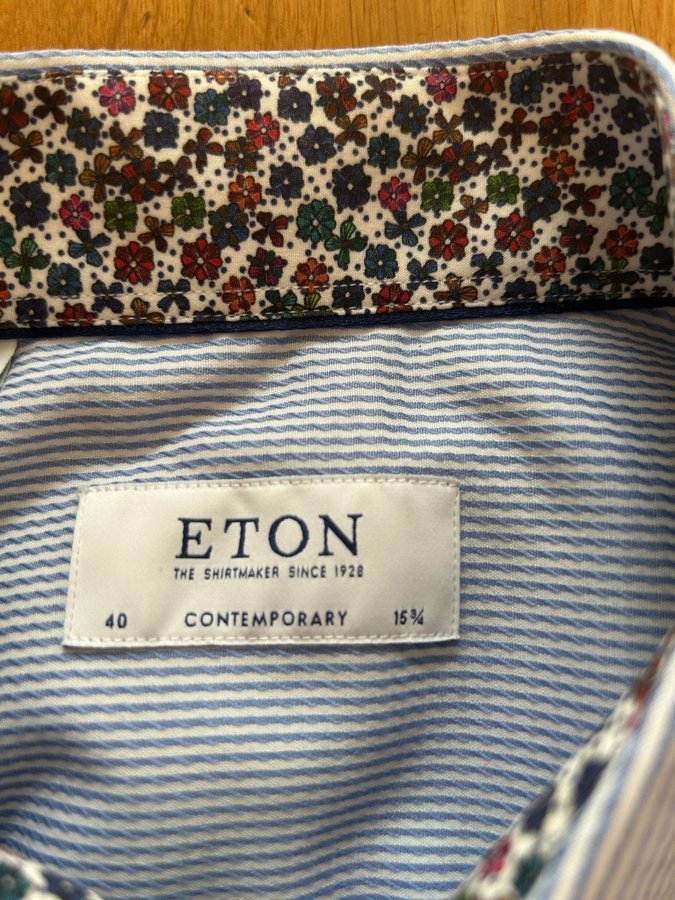 ETON
THE SHIRTMAKER SINCE 1928
40 CONTEMPORARY 15¾